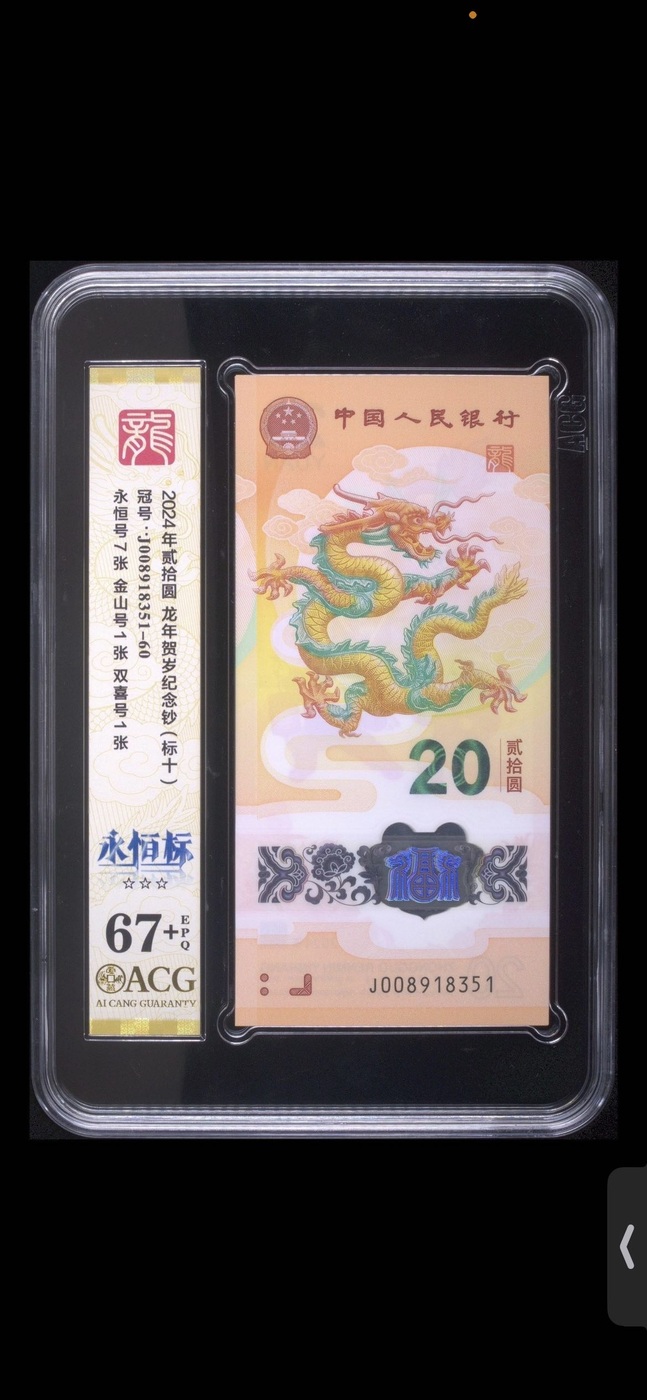 龍
2024年贰拾圆 龙年贺岁纪念钞（标十）
冠号·J008918351-60
永恒号7张 金山号1张 双喜号1张
永恒标
☆☆☆
67+EPQ
ACG
AI CANG GUARANTY
中国人民银行
龍
20
贰拾圆
福
J008918351
ACG